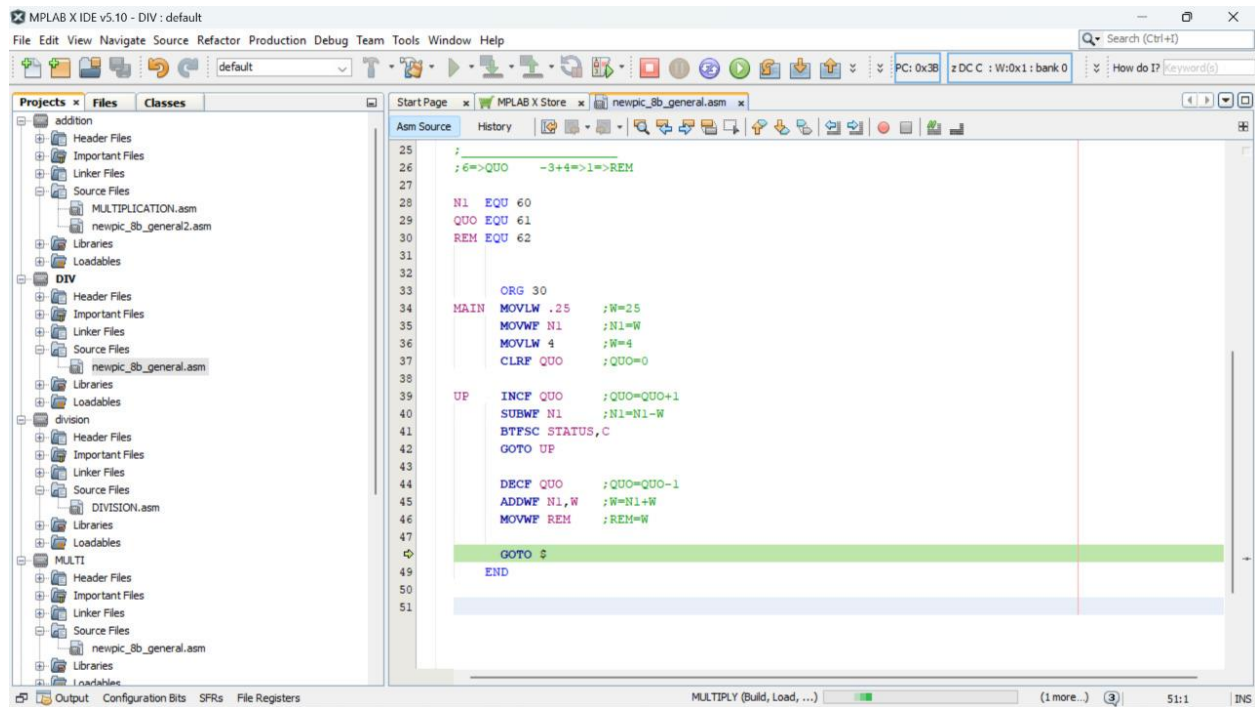 MPLAB X IDE v5.10 - DIV : default
File Edit View Navigate Source Refactor Production Debug Team Tools Window Help
Search (Ctrl+I)
default
PC: 0x3B
z DC C : W:0x1 : bank 0
How do I?
Keyword(s)
Projects Files Classes
Start Page MPLAB X Store newpic_8b_general.asm
Asm Source History
addition
Header Files
Important Files
Linker Files
Source Files
MULTIPLICATION.asm
newpic_8b_general2.asm
Libraries
Loadables
DIV
Header Files
Important Files
Linker Files
Source Files
newpic_8b_general.asm
Libraries
Loadables
division
Header Files
Important Files
Linker Files
Source Files
DIVISION.asm
Libraries
Loadables
MULTI
Header Files
Important Files
Linker Files
Source Files
newpic_8b_general.asm
Libraries
Loadables
25 ;____________________
26 ;6=>QUO -3+4=>1=>REM
27
28 N1 EQU 60
29 QUO EQU 61
30 REM EQU 62
31
32
33 ORG 30
34 MAIN MOVLW .25 ;W=25
35 MOVWF N1 ;N1=W
36 MOVLW 4 ;W=4
37 CLRF QUO ;QUO=0
38
39 UP INCF QUO ;QUO=QUO+1
40 SUBWF N1 ;N1=N1-W
41 BTFSC STATUS,C
42 GOTO UP
43
44 DECF QUO ;QUO=QUO-1
45 ADDWF N1,W ;W=N1+W
46 MOVWF REM ;REM=W
47
GOTO $
49 END
50
51
Output Configuration Bits SFRs File Registers
MULTIPLY (Build, Load, ...)
(1 more...)
3
51:1
INS